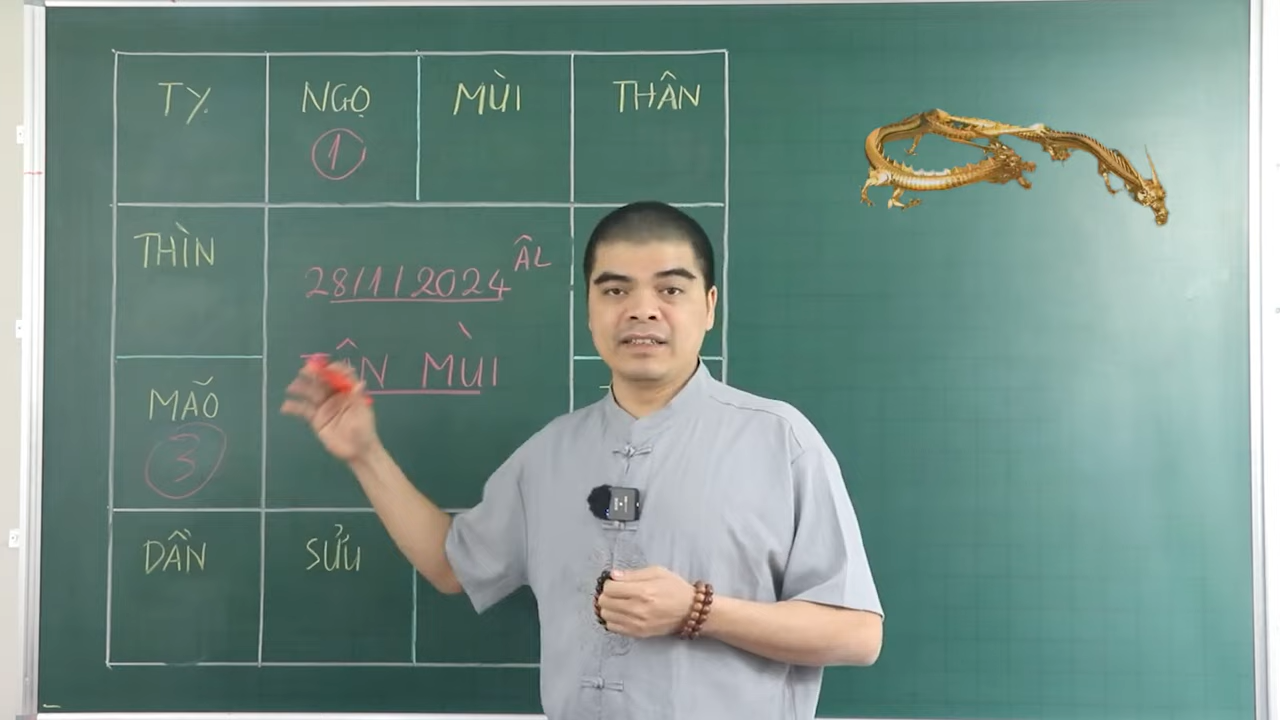 TỴ NGỌ MÙI THÂN
1
THÌN
28/1/2024 ÂL
MÙI
MÃO
3
DẦN SỬU